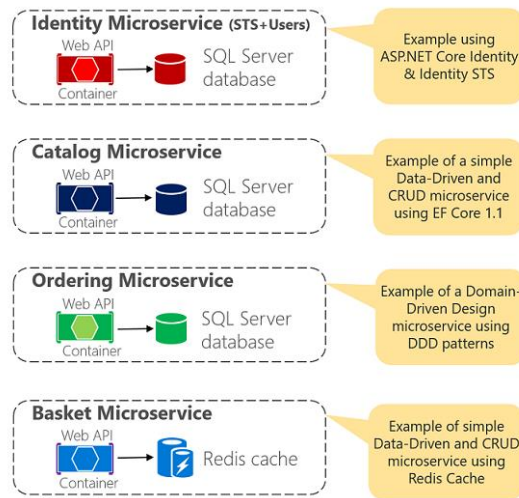 Identity Microservice (STS+Users)
Web API
Container
SQL Server
database
Example using
ASP.NET Core Identity
& Identity STS
Catalog Microservice
Web API
Container
SQL Server
database
Example of a simple
Data-Driven and
CRUD microservice
using EF Core 1.1
Ordering Microservice
Web API
Container
SQL Server
database
Example of a Domain-
Driven Design
microservice using
DDD patterns
Basket Microservice
Web API
Container
Redis cache
Example of simple
Data-Driven and CRUD
microservice using
Redis Cache